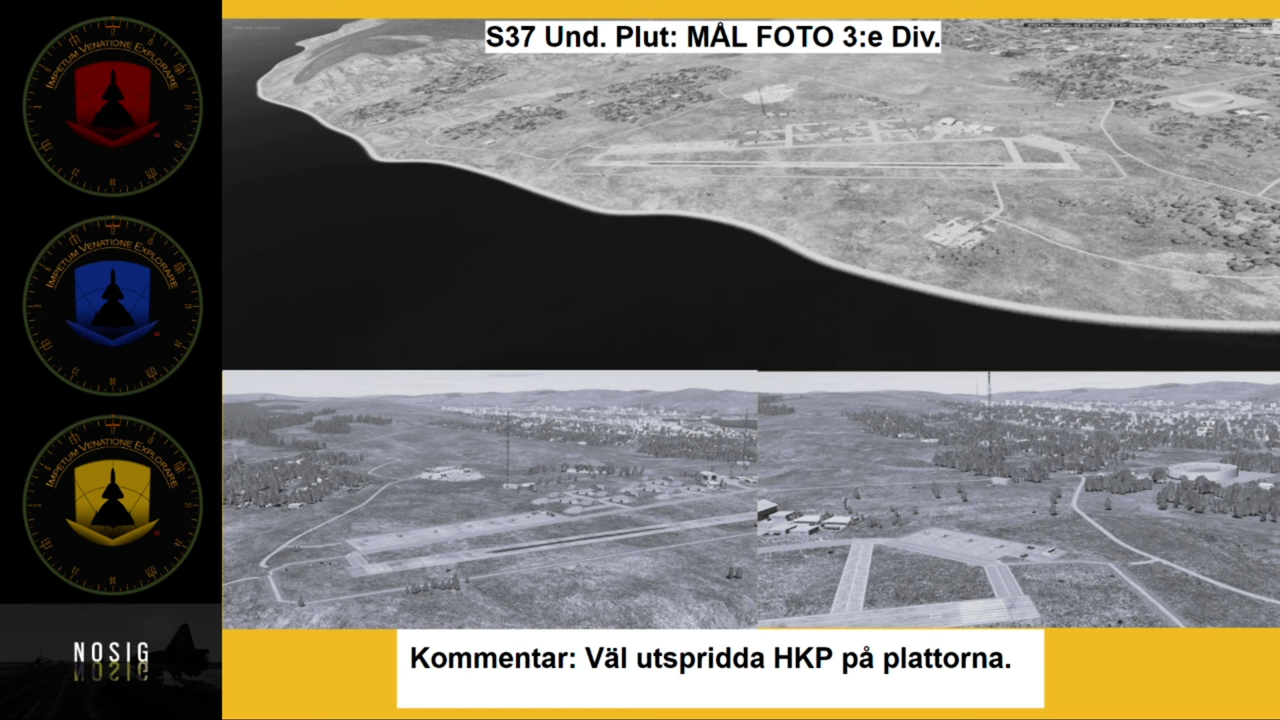 S37 Und. Plut: MÅL FOTO 3:e Div.
IMPETUM VENATIONE EXPLORARE
IMPETUM VENATIONE EXPLORARE
IMPETUM VENATIONE EXPLORARE
NOSIG
Kommentar: Väl utspridda HKP på plattorna.